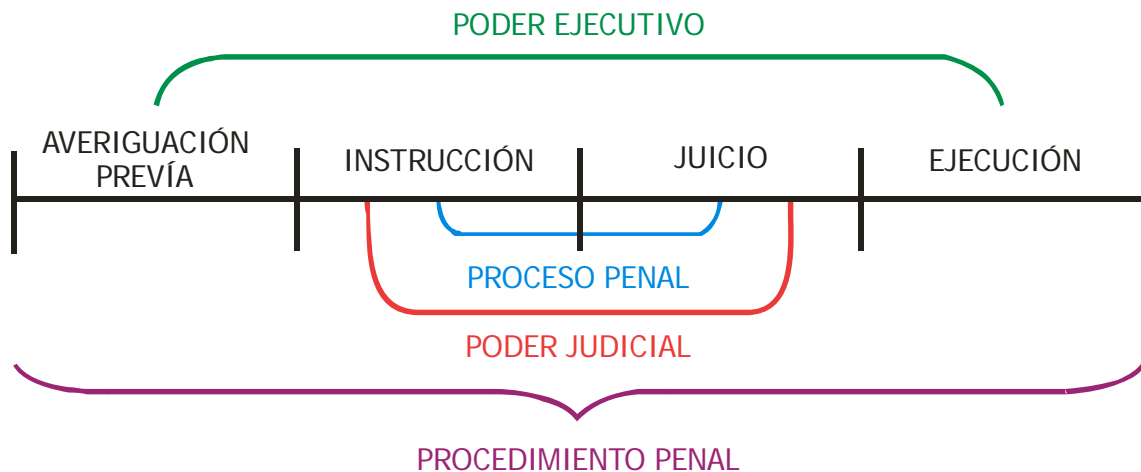 PODER EJECUTIVO
AVERIGUACIÓN
PREVÍA
INSTRUCCIÓN
JUICIO
EJECUCIÓN
PROCESO PENAL
PODER JUDICIAL
PROCEDIMIENTO PENAL